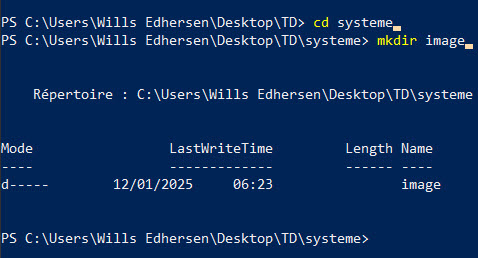 PS C:\Users\Wills Edhersen\Desktop\TD> cd systeme
PS C:\Users\Wills Edhersen\Desktop\TD\systeme> mkdir image
Répertoire : C:\Users\Wills Edhersen\Desktop\TD\systeme
Mode                 LastWriteTime         Length Name
----                 -------------         ------ ----
d-----        12/01/2025     06:23                image
PS C:\Users\Wills Edhersen\Desktop\TD\systeme>